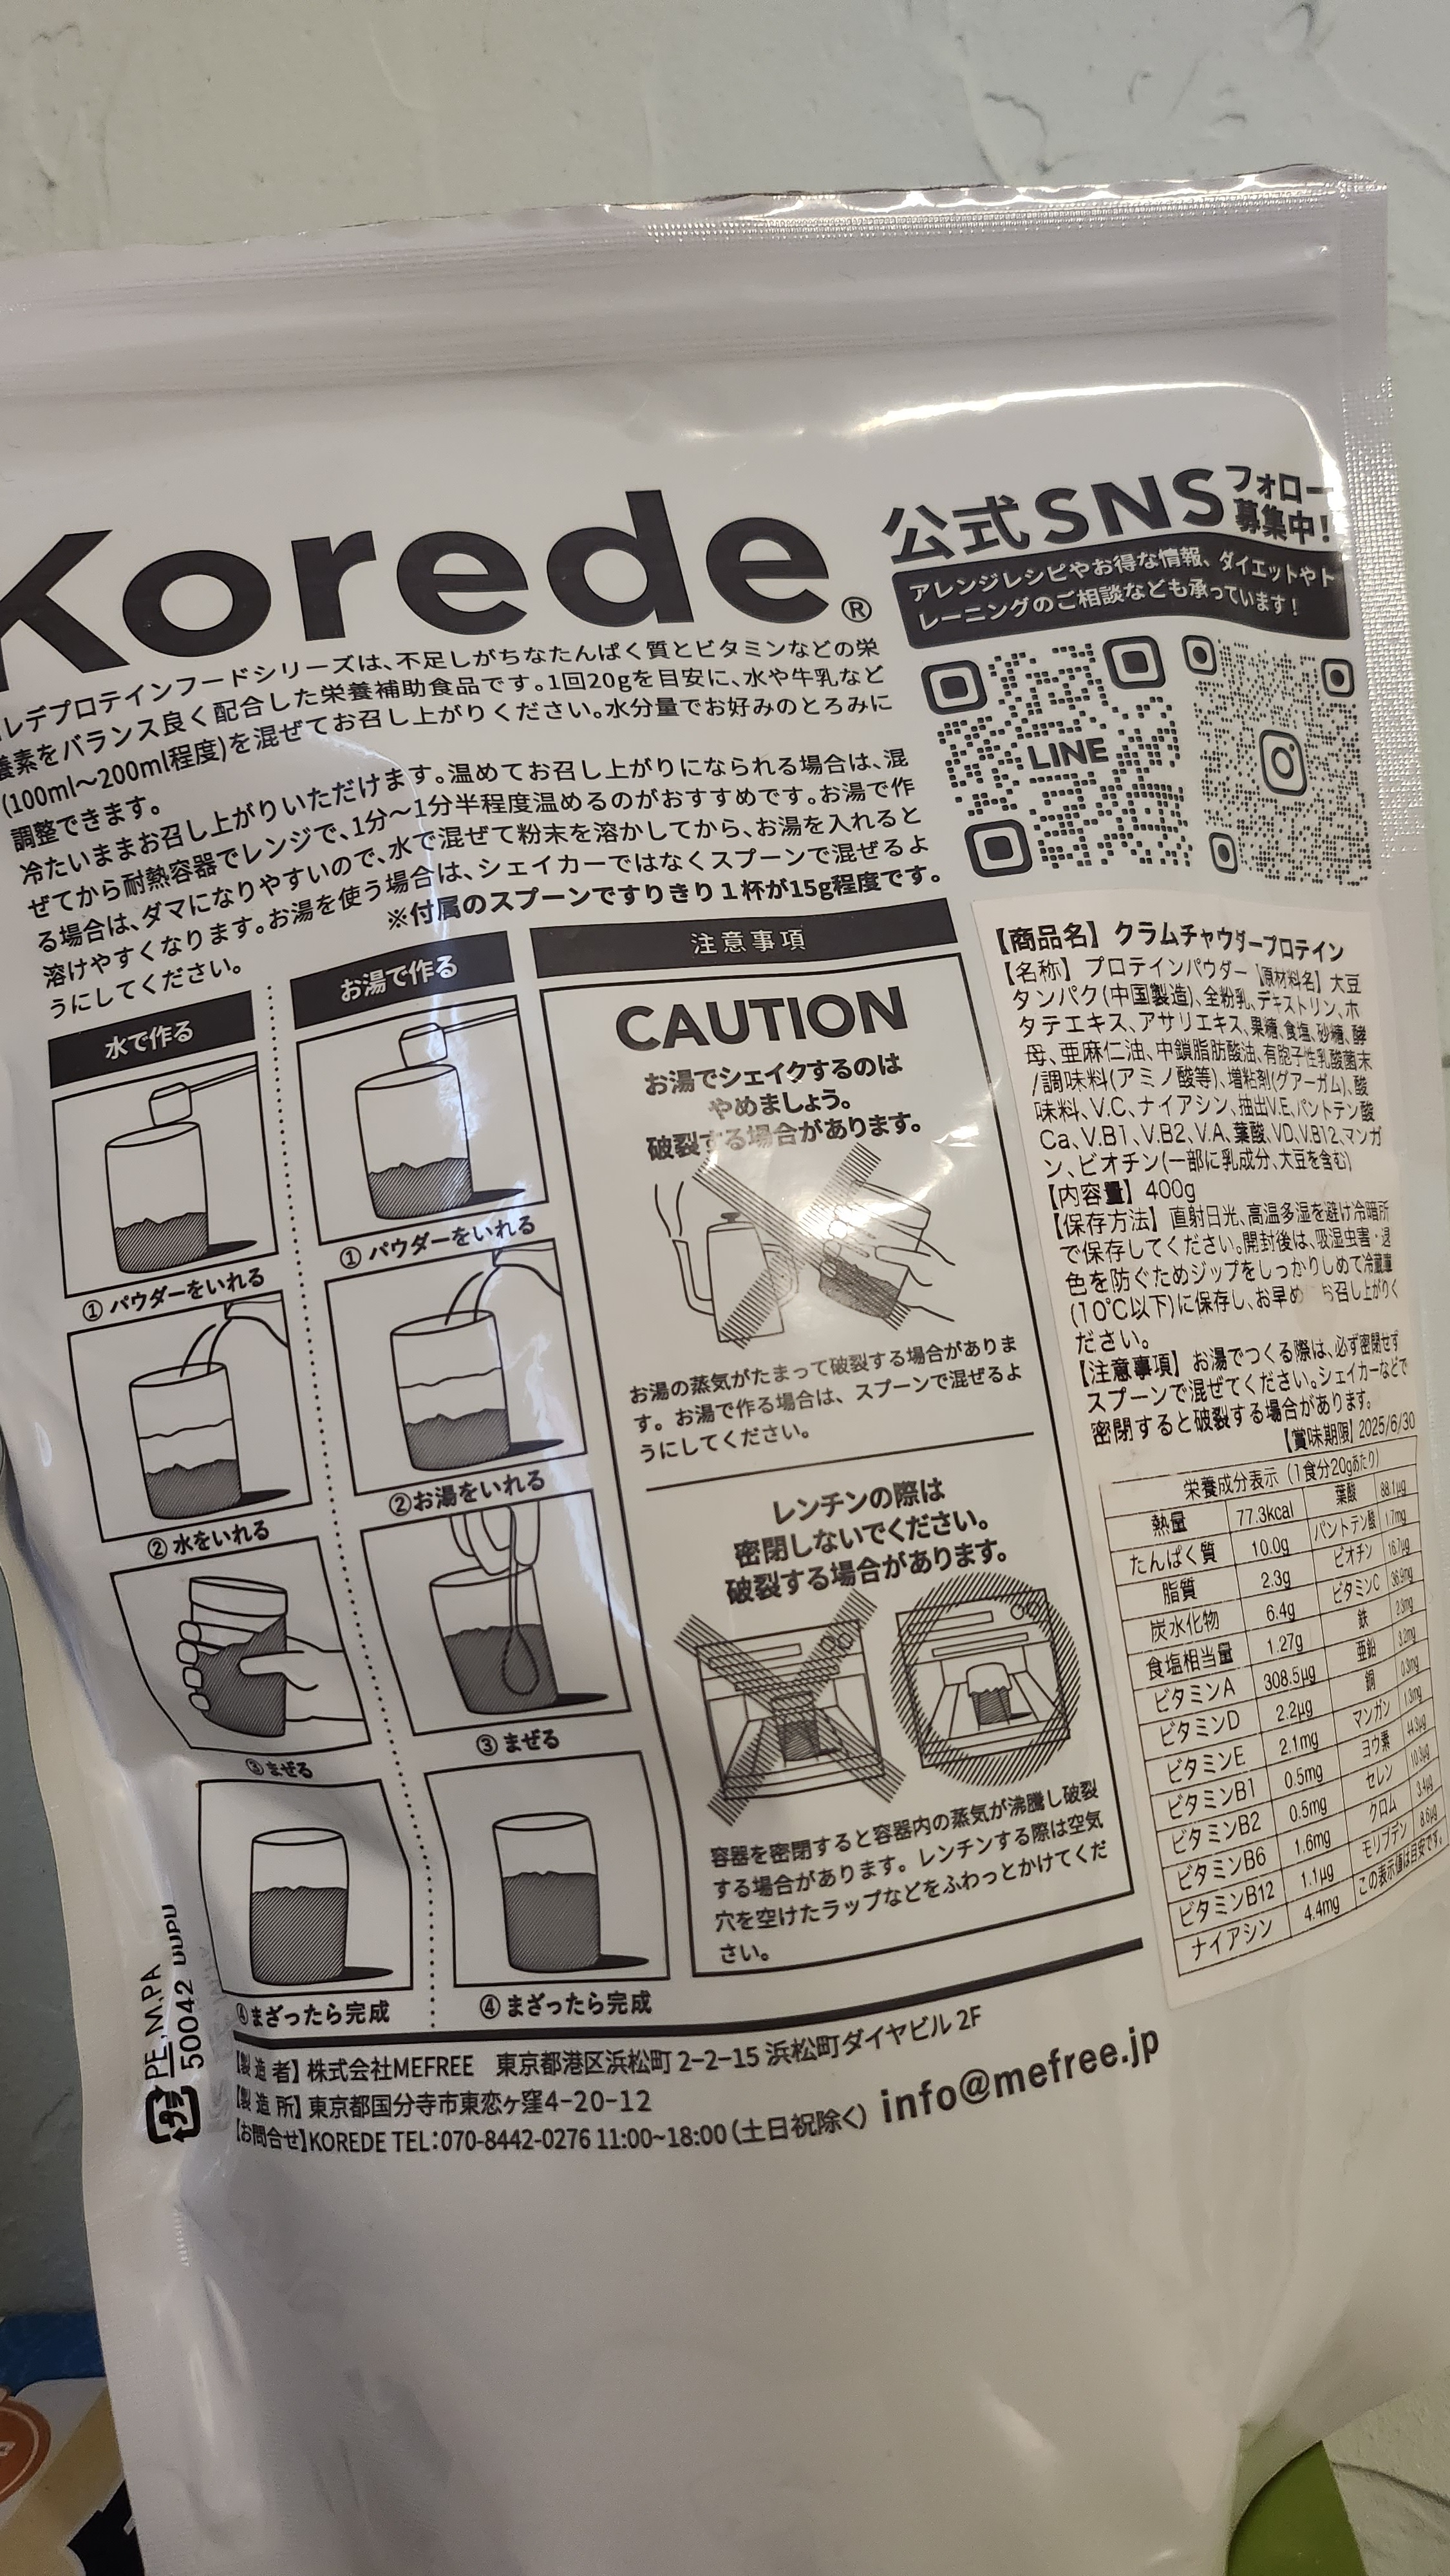 Korede®
レデプロテインフードシリーズは、不足しがちなたんぱく質とビタミンなどの栄
養素をバランス良く配合した栄養補助食品です。1回20gを目安に、水や牛乳など
(100ml～200ml程度)を混ぜてお召し上がりください。水分量でお好みのとろみに
調整できます。
冷たいままお召し上がりいただけます。温めてお召し上がりになられる場合は、混
ぜてから耐熱容器でレンジで、1分～1分半程度温めるのがおすすめです。お湯で作
る場合は、ダマになりやすいので、水で混ぜて粉末を溶かしてから、お湯を入れると
溶けやすくなります。お湯を使う場合は、シェイカーではなくスプーンで混ぜるよ
うにしてください。
※付属のスプーンですりきり1杯が15g程度です。
公式SNS
フォロー
募集中!
アレンジレシピやお得な情報、ダイエットやト
レーニングのご相談なども承っています!
LINE
水で作る
① パウダーをいれる
② 水をいれる
③ まぜる
④まざったら完成
お湯で作る
① パウダーをいれる
②お湯をいれる
③ まぜる
④ まざったら完成
注意事項
CAUTION
お湯でシェイクするのは
やめましょう。
破裂する場合があります。
お湯の蒸気がたまって破裂する場合がありま
す。お湯で作る場合は、スプーンで混ぜるよ
うにしてください。
レンチンの際は
密閉しないでください。
破裂する場合があります。
容器を密閉すると容器内の蒸気が沸騰し破裂
する場合があります。レンチンする際は空気
穴を空けたラップなどをふわっとかけてくだ
さい。
【商品名】クラムチャウダープロテイン
【名称】プロテインパウダー【原材料名】大豆
タンパク(中国製造)、全粉乳、デキストリン、ホ
タテエキス、アサリエキス、果糖、食塩、砂糖、酵
母、亜麻仁油、中鎖脂肪酸油、有胞子性乳酸菌末
/調味料(アミノ酸等)、増粘剤(グアーガム)、酸
味料、V.C、ナイアシン、抽出V.E、パントテン酸
Ca、V.B1、V.B2、V.A、葉酸、V.D、V.B12、マンガ
ン、ビオチン(一部に乳成分、大豆を含む)
【内容量】400g
【保存方法】直射日光、高温多湿を避け冷暗所
で保存してください。開封後は、吸湿虫害・退
色を防ぐためジップをしっかりしめて冷蔵庫
(10℃以下)に保存し、お早め お召し上がりく
ださい。
【注意事項】お湯でつくる際は、必ず密閉せず
スプーンで混ぜてください。シェイカーなどで
密閉すると破裂する場合があります。
【賞味期限】2025/6/30
栄養成分表示(1食分20gあたり)
熱量 77.3kcal 葉酸 88.1μg
たんぱく質 10.0g パントテン酸 1.7mg
脂質 2.3g ビオチン 16.7μg
炭水化物 6.4g ビタミンC 36.9mg
食塩相当量 1.27g 鉄 2.3mg
ビタミンA 308.5μg 亜鉛 3.2mg
ビタミンD 2.2μg 銅 0.3mg
ビタミンE 2.1mg マンガン 1.3mg
ビタミンB1 0.5mg ヨウ素
ビタミンB2 0.5mg セレン
ビタミンB6 1.6mg クロム
ビタミンB12 1.1μg モリブデン
ナイアシン 4.4mg この表示値は目安です。
PE,M,PA
50042
プラ
【製造者】株式会社MEFREE 東京都港区浜松町 2-2-15 浜松町ダイヤビル 2F
【製造所】東京都国分寺市東恋ヶ窪4-20-12
【お問合せ】KOREDE TEL:070-8442-0276 11:00~18:00(土日祝除く) info@mefree.jp